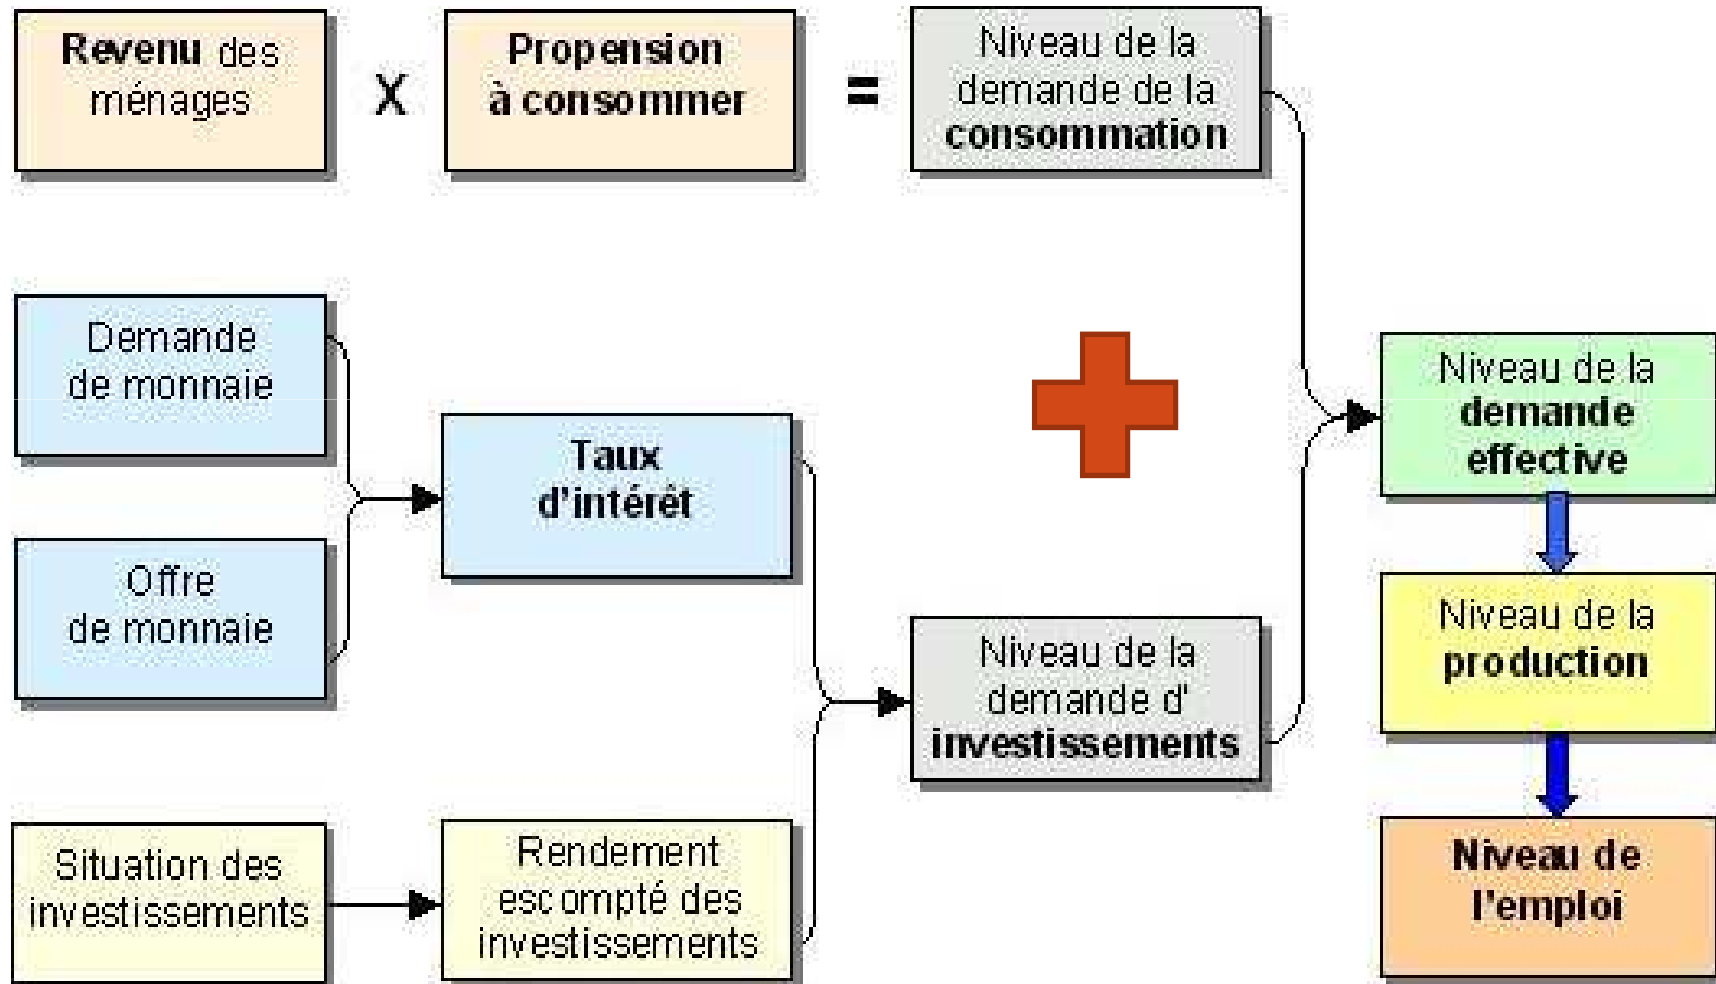 Revenu des
ménages
X
Propension
à consommer
=
Niveau de la
demande de la
consommation
Demande
de monnaie
Offre
de monnaie
Taux
d'intérêt
Niveau de la
demande d'
investissements
Situation des
investissements
Rendement
escompté des
investissements
Niveau de la
demande
effective
Niveau de la
production
Niveau de
l'emploi